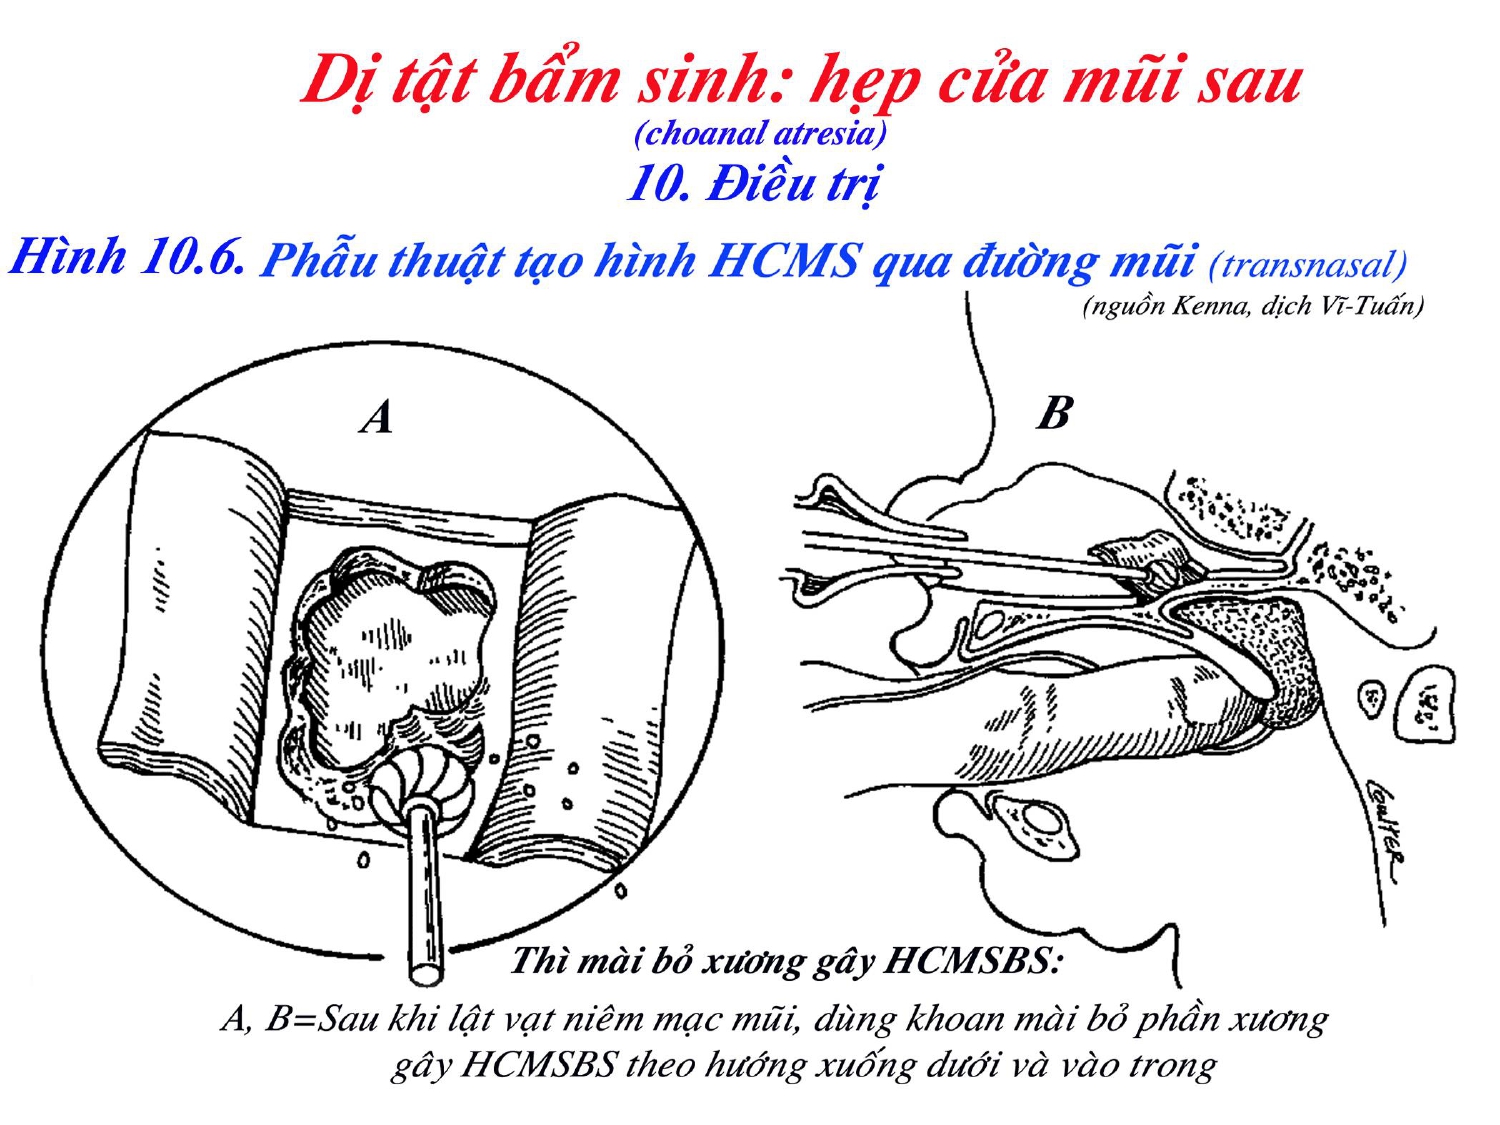 Dị tật bẩm sinh: hẹp cửa mũi sau
(choanal atresia)
10. Điều trị
Hình 10.6. Phẫu thuật tạo hình HCMS qua đường mũi (transnasal)
(nguồn Kenna, dịch Vĩ-Tuấn)
A
B
COULTER
Thì mài bỏ xương gây HCMSBS:
A, B=Sau khi lật vạt niêm mạc mũi, dùng khoan mài bỏ phần xương
gây HCMSBS theo hướng xuống dưới và vào trong